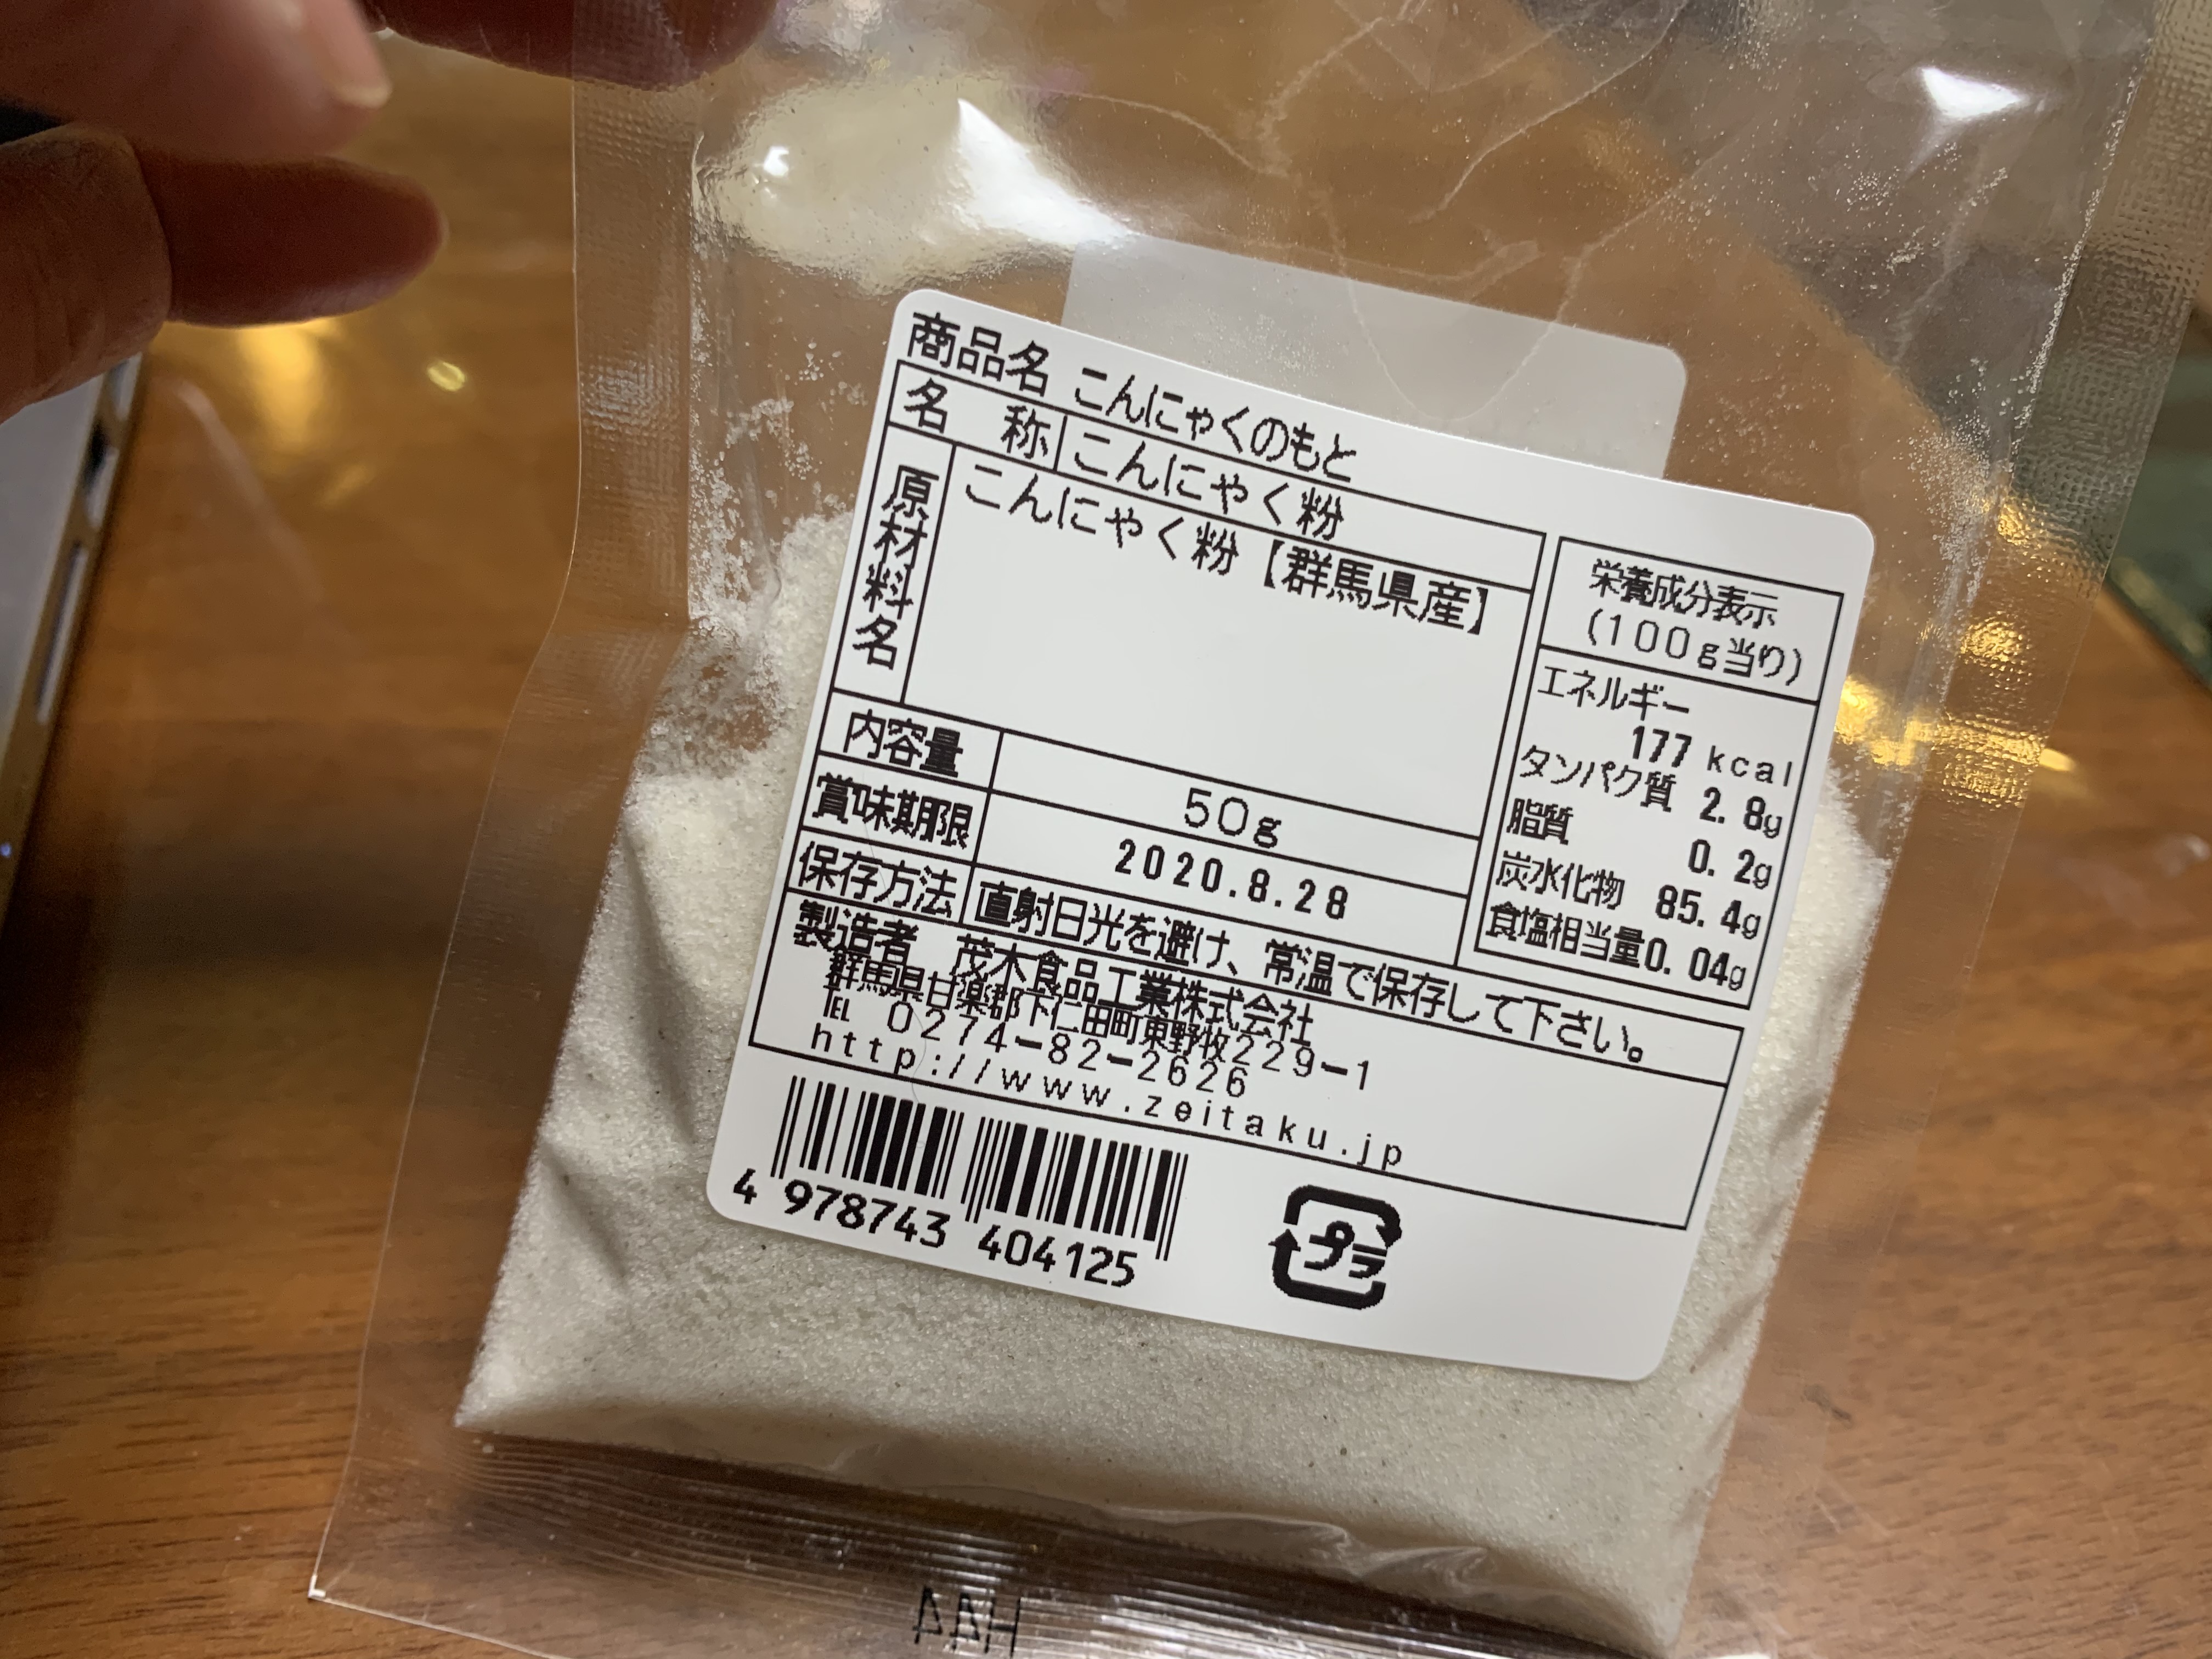 商品名 こんにゃくのもと
名 称 こんにゃく粉
原材料名 こんにゃく粉【群馬県産】
内容量 50g
賞味期限 2020.8.28
保存方法 直射日光を避け、常温で保存して下さい。
製造者 茂木食品工業株式会社
群馬県甘楽郡下仁田町東野牧229-1
℡ 0274-82-2626
http://www.zeitaku.jp
栄養成分表示
(100g当り)
エネルギー
177 kcal
タンパク質 2.8g
脂質 0.2g
炭水化物 85.4g
食塩相当量0.04g
4 978743 404125
プラ
H44